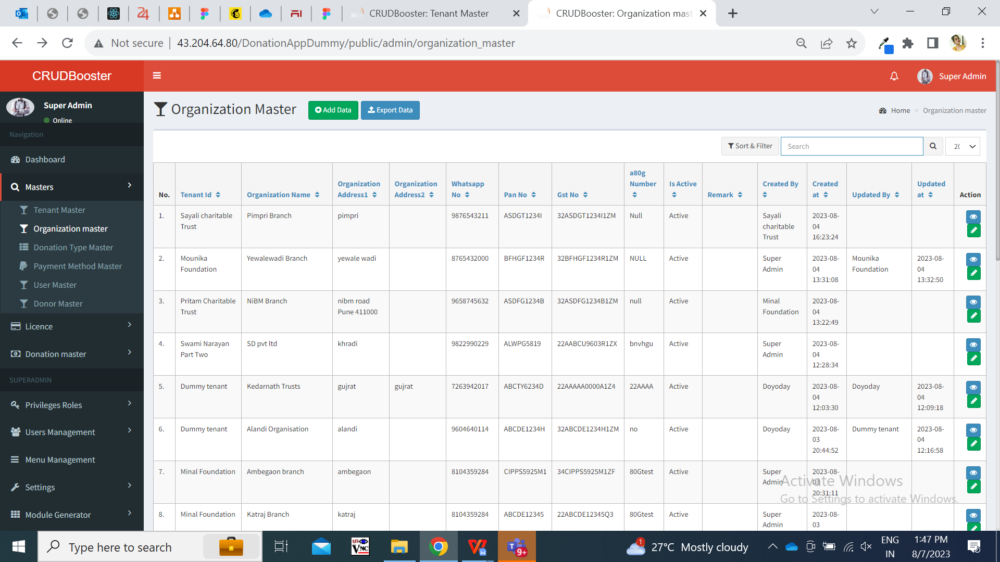 CRUDBooster: Tenant Master
CRUDBooster: Organization mast
Not secure
43.204.64.80/DonationAppDummy/public/admin/organization_master
CRUDBooster
Super Admin
Super Admin
Online
Navigation
Dashboard
Masters
Tenant Master
Organization master
Donation Type Master
Payment Method Master
User Master
Donor Master
Licence
Donation master
SUPERADMIN
Privileges Roles
Users Management
Menu Management
Settings
Module Generator
Organization Master
Add Data
Export Data
Home > Organization master
Sort & Filter
Search
20
No. Tenant Id Organization Name Organization Address1 Organization Address2 Whatsapp No Pan No Gst No a80g Number Is Active Remark Created By Created at Updated By Updated at Action
1. Sayali charitable Trust Pimpri Branch pimpri 9876543211 ASDGT1234I 32ASDGT1234I1ZM Null Active Sayali charitable Trust 2023-08-04 16:23:24
2. Mounika Foundation Yewalewadi Branch yewale wadi 8765432000 BFHGF1234R 32BFHGF1234R1ZM NULL Active Super Admin 2023-08-04 13:31:08 Mounika Foundation 2023-08-04 13:32:50
3. Pritam Charitable Trust NiBM Branch nibm road Pune 411000 9658745632 ASDFG1234B 32ASDFG1234B1ZM null Active Minal Foundation 2023-08-04 13:22:49
4. Swami Narayan Part Two SD pvt ltd khradi 9822990229 ALWPG5819 22AABCU9603R1ZX bnvhgu Active Super Admin 2023-08-04 12:28:34
5. Dummy tenant Kedarnath Trusts gujrat gujrat 7263942017 ABCTY6234D 22AAAAA0000A1Z4 22AAAA Active Doyoday 2023-08-04 12:03:30 Doyoday 2023-08-04 12:09:18
6. Dummy tenant Alandi Organisation alandi 9604640114 ABCDE1234H 32ABCDE1234H1ZM no Active Doyoday 2023-08-03 20:44:52 Dummy tenant 2023-08-04 12:16:58
7. Minal Foundation Ambegaon branch ambegaon 8104359284 CIPPS5925M1 34CIPPS5925M1ZF 80Gtest Active Super Admin 2023-08-03 20:31:11
8. Minal Foundation Katraj Branch katraj 8104359284 ABCDE12345 22ABCDE12345Q3 80Gtest Active Super Admin 2023-08-03
Activate Windows
Go to Settings to activate Windows.
Type here to search
9+
1
27°C Mostly cloudy
ENG
IN
1:47 PM
8/7/2023